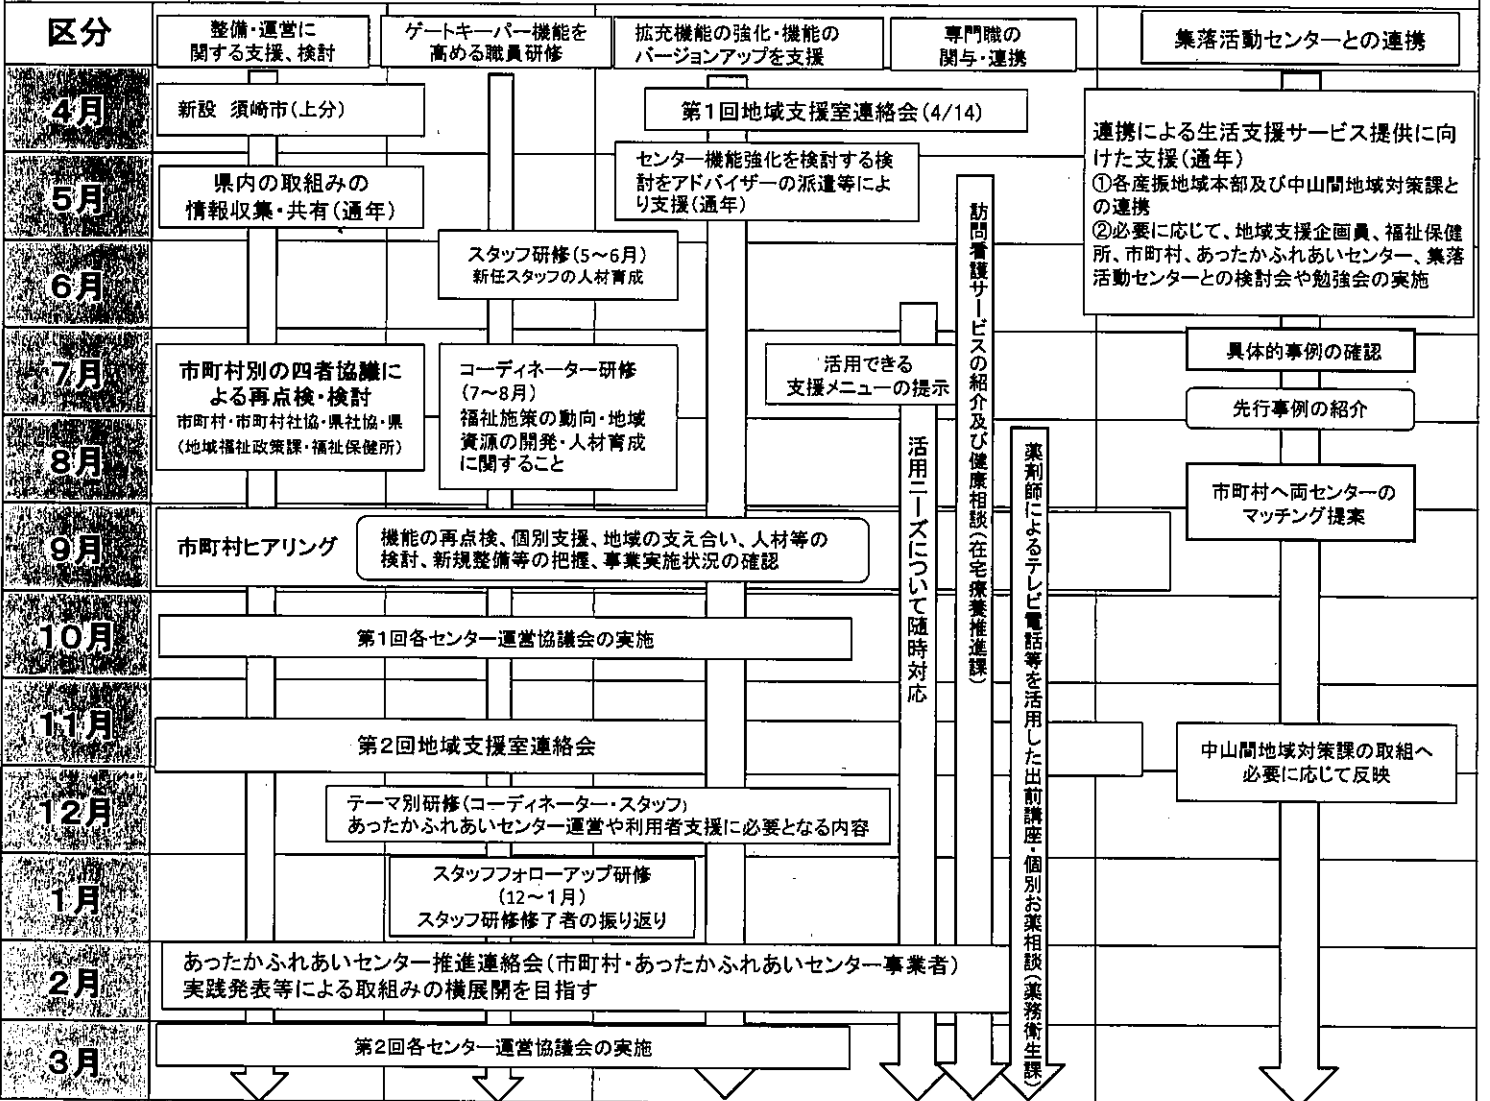 区分
整備・運営に
関する支援、検討
ゲートキーパー機能を
高める職員研修
拡充機能の強化・機能の
バージョンアップを支援
専門職の
関与・連携
集落活動センターとの連携
4月
新設 須崎市(上分)
第1回地域支援室連絡会(4/14)
連携による生活支援サービス提供に向
けた支援(通年)
①各産振地域本部及び中山間地域対策課と
の連携
②必要に応じて、地域支援企画員、福祉保健
所、市町村、あったかふれあいセンター、集落
活動センターとの検討会や勉強会の実施
5月
県内の取組みの
情報収集・共有(通年)
センター機能強化を検討する検
討をアドバイザーの派遣等によ
り支援(通年)
訪問看護サービスの紹介及び健康相談(在宅療養推進課)
6月
スタッフ研修(5~6月)
新任スタッフの人材育成
7月
市町村別の四者協議に
よる再点検・検討
市町村・市町村社協・県社協・県
(地域福祉政策課・福祉保健所)
コーディネーター研修
(7~8月)
福祉施策の動向・地域
資源の開発・人材育成
に関すること
活用できる
支援メニューの提示
具体的事例の確認
先行事例の紹介
8月
活用ニーズについて随時対応
薬剤師によるテレビ電話等を活用した出前講座・個別お薬相談(薬務衛生課)
市町村へ両センターの
マッチング提案
9月
市町村ヒアリング
機能の再点検、個別支援、地域の支え合い、人材等の
検討、新規整備等の把握、事業実施状況の確認
10月
第1回各センター運営協議会の実施
11月
第2回地域支援室連絡会
中山間地域対策課の取組へ
必要に応じて反映
12月
テーマ別研修(コーディネーター・スタッフ)
あったかふれあいセンター運営や利用者支援に必要となる内容
1月
スタッフフォローアップ研修
(12~1月)
スタッフ研修修了者の振り返り
2月
あったかふれあいセンター推進連絡会(市町村・あったかふれあいセンター事業者)
実践発表等による取組みの横展開を目指す
3月
第2回各センター運営協議会の実施